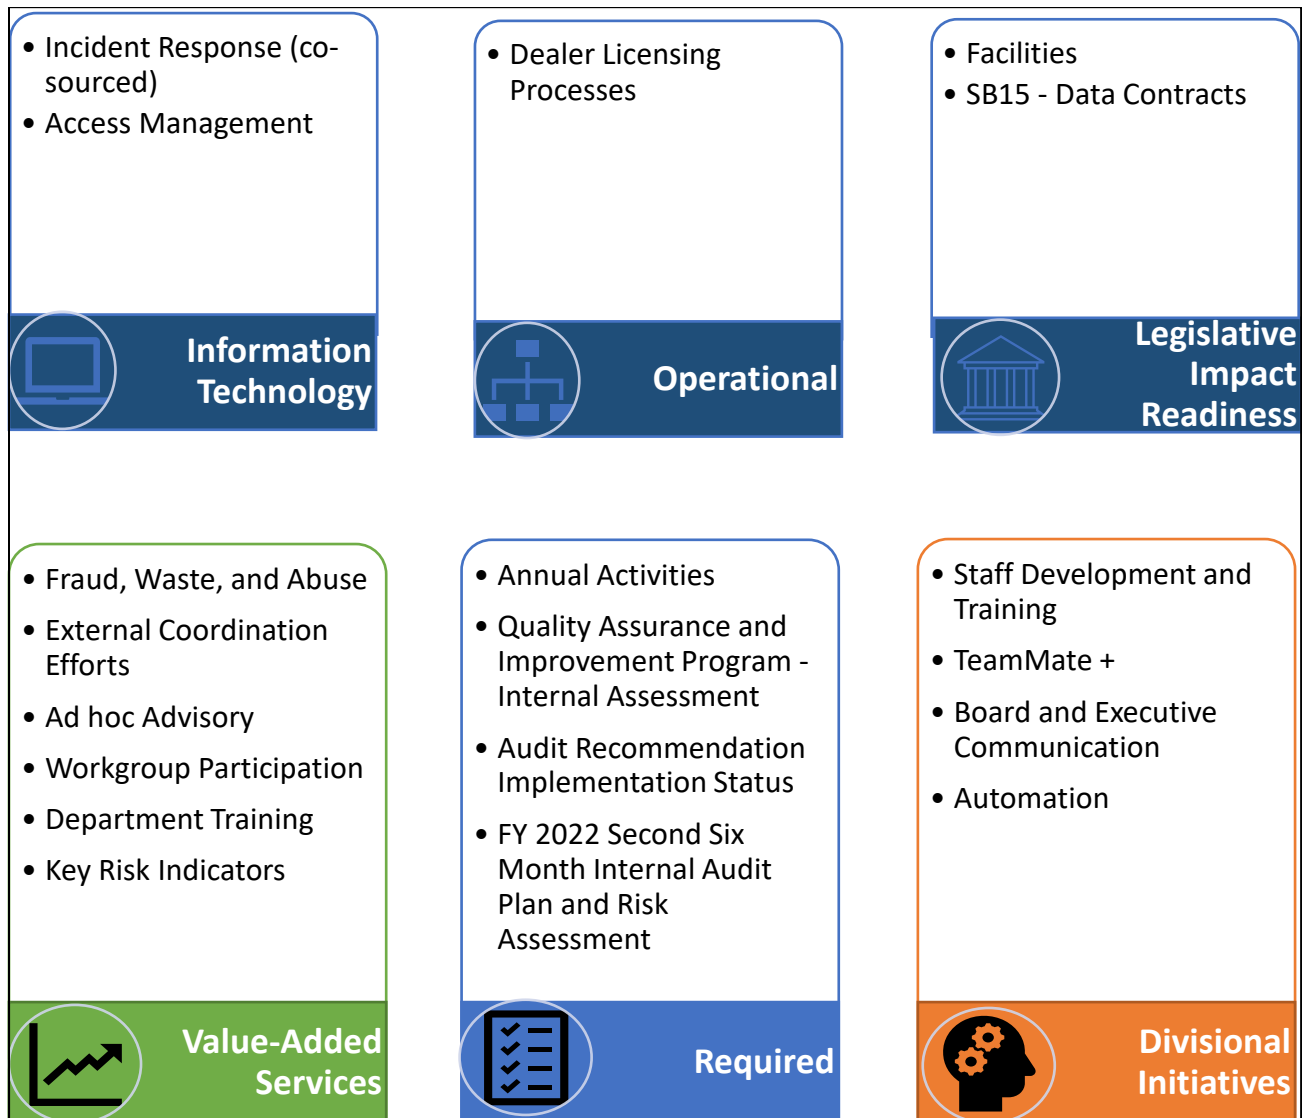 • Incident Response (co-
sourced)
• Access Management
Information
Technology
• Dealer Licensing
Processes
Operational
• Facilities
• SB15 - Data Contracts
Legislative
Impact
Readiness
• Fraud, Waste, and Abuse
• External Coordination
Efforts
• Ad hoc Advisory
• Workgroup Participation
• Department Training
• Key Risk Indicators
Value-Added
Services
• Annual Activities
• Quality Assurance and
Improvement Program -
Internal Assessment
• Audit Recommendation
Implementation Status
• FY 2022 Second Six
Month Internal Audit
Plan and Risk
Assessment
Required
• Staff Development and
Training
• TeamMate +
• Board and Executive
Communication
• Automation
Divisional
Initiatives